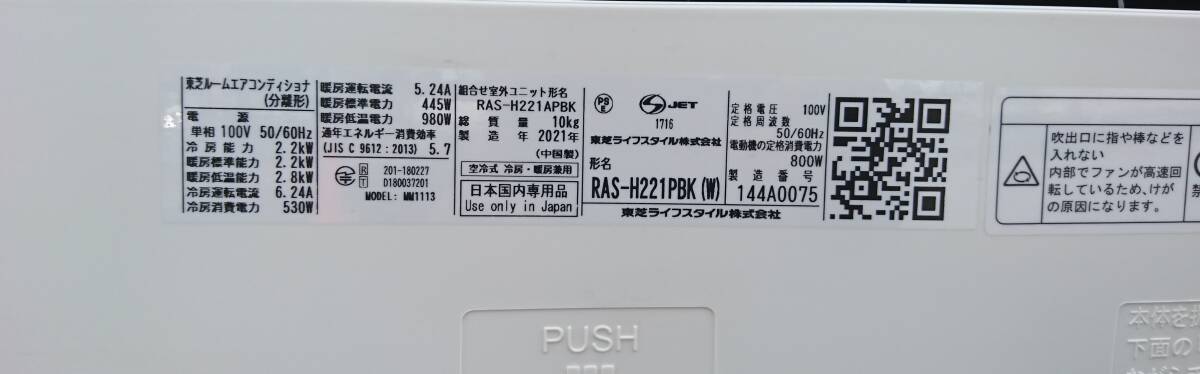 東芝ルームエアコンディショナ
(分離形)
電源
単相 100V 50/60Hz
冷房能力 2.2kW
暖房標準能力 2.2kW
暖房低温能力 2.8kW
冷房運転電流 6.24A
冷房消費電力 530W
暖房運転電流 5.24A
暖房標準電力 445W
暖房低温電力 980W
通年エネルギー消費効率
(JIS C 9612:2013) 5.7
R 201-180227
T D180037201
MODEL: MM1113
組合せ室外ユニット形名
RAS-H221APBK
総質量 10kg
製造年 2021年
(中国製)
空冷式 冷房・暖房兼用
日本国内専用品
Use only in Japan
PS
E
JET
1716
東芝ライフスタイル株式会社
形名
RAS-H221PBK(W)
東芝ライフスタイル株式会社
定格電圧 100V
定格周波数
50/60Hz
電動機の定格消費電力
800W
製造番号
144A0075
吹出口に指や棒などを
入れない
内部でファンが高速回
転しているため、けが
の原因になります。
禁
PUSH
本体を
下面の